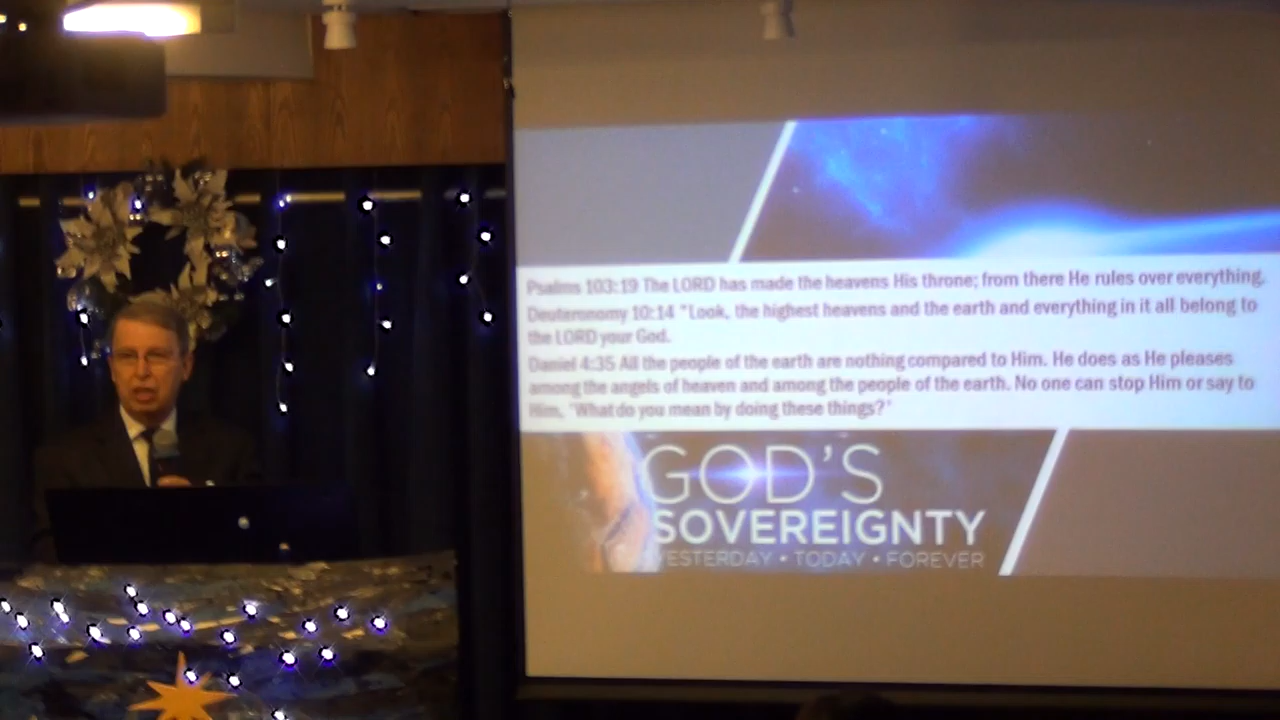 Psalms 103:19 The LORD has made the heavens His throne; from there He rules over everything.
Deuteronomy 10:14 "Look, the highest heavens and the earth and everything in it all belong to
the LORD your God.
Daniel 4:35 All the people of the earth are nothing compared to Him. He does as He pleases
among the angels of heaven and among the people of the earth. No one can stop Him or say to
Him, 'What do you mean by doing these things?'
GOD'S
SOVEREIGNTY
YESTERDAY • TODAY • FOREVER